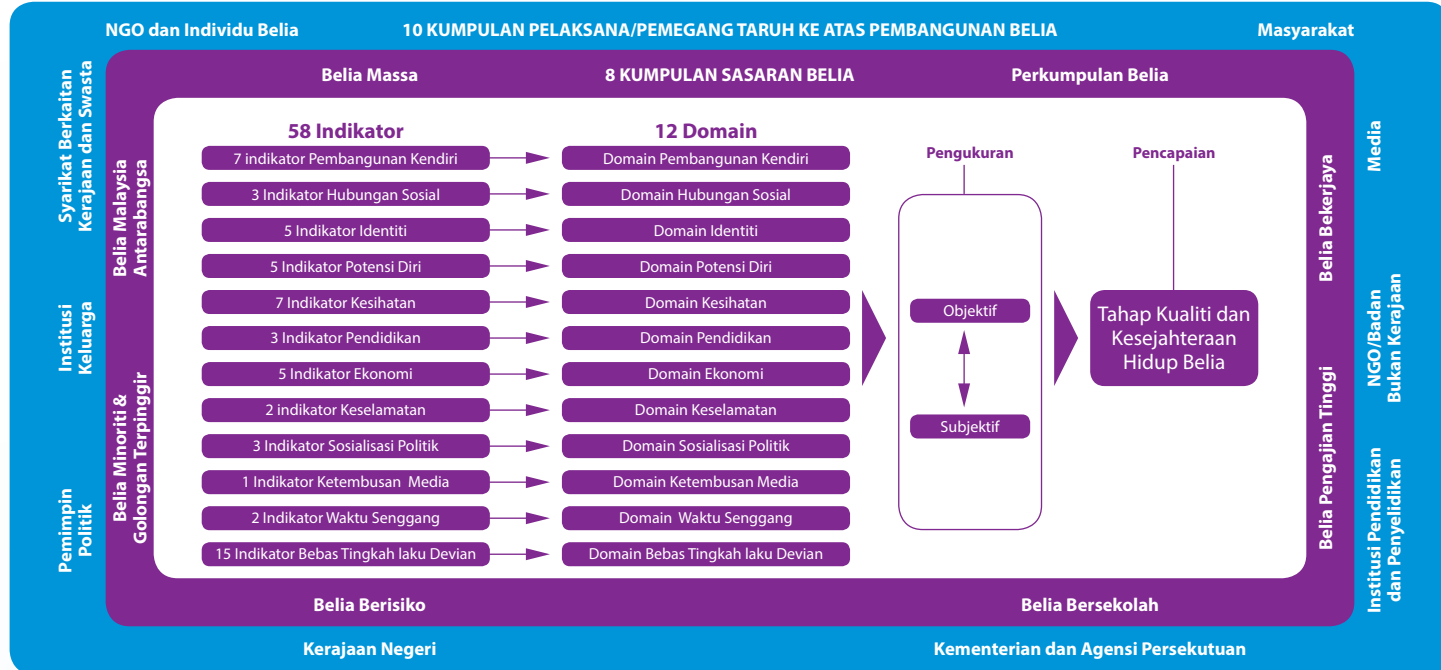 NGO dan Individu Belia
10 KUMPULAN PELAKSANA/PEMEGANG TARUH KE ATAS PEMBANGUNAN BELIA
Masyarakat
Belia Massa
8 KUMPULAN SASARAN BELIA
Perkumpulan Belia
Syarikat Berkaitan
Kerajaan dan Swasta
Institusi
Keluarga
Pemimpin
Politik
Belia Malaysia
Antarabangsa
Belia Minoriti &
Golongan Terpinggir
58 Indikator
12 Domain
7 indikator Pembangunan Kendiri
Domain Pembangunan Kendiri
3 Indikator Hubungan Sosial
Domain Hubungan Sosial
5 Indikator Identiti
Domain Identiti
5 Indikator Potensi Diri
Domain Potensi Diri
7 Indikator Kesihatan
Domain Kesihatan
3 Indikator Pendidikan
Domain Pendidikan
5 Indikator Ekonomi
Domain Ekonomi
2 indikator Keselamatan
Domain Keselamatan
3 Indikator Sosialisasi Politik
Domain Sosialisasi Politik
1 Indikator Ketembusan Media
Domain Ketembusan Media
2 Indikator Waktu Senggang
Domain Waktu Senggang
15 Indikator Bebas Tingkah laku Devian
Domain Bebas Tingkah laku Devian
Pengukuran
Objektif
Subjektif
Pencapaian
Tahap Kualiti dan
Kesejahteraan
Hidup Belia
Belia Bekerjaya
Belia Pengajian Tinggi
Media
NGO/Badan
Bukan Kerajaan
Institusi Pendidikan
dan Penyelidikan
Belia Berisiko
Belia Bersekolah
Kerajaan Negeri
Kementerian dan Agensi Persekutuan